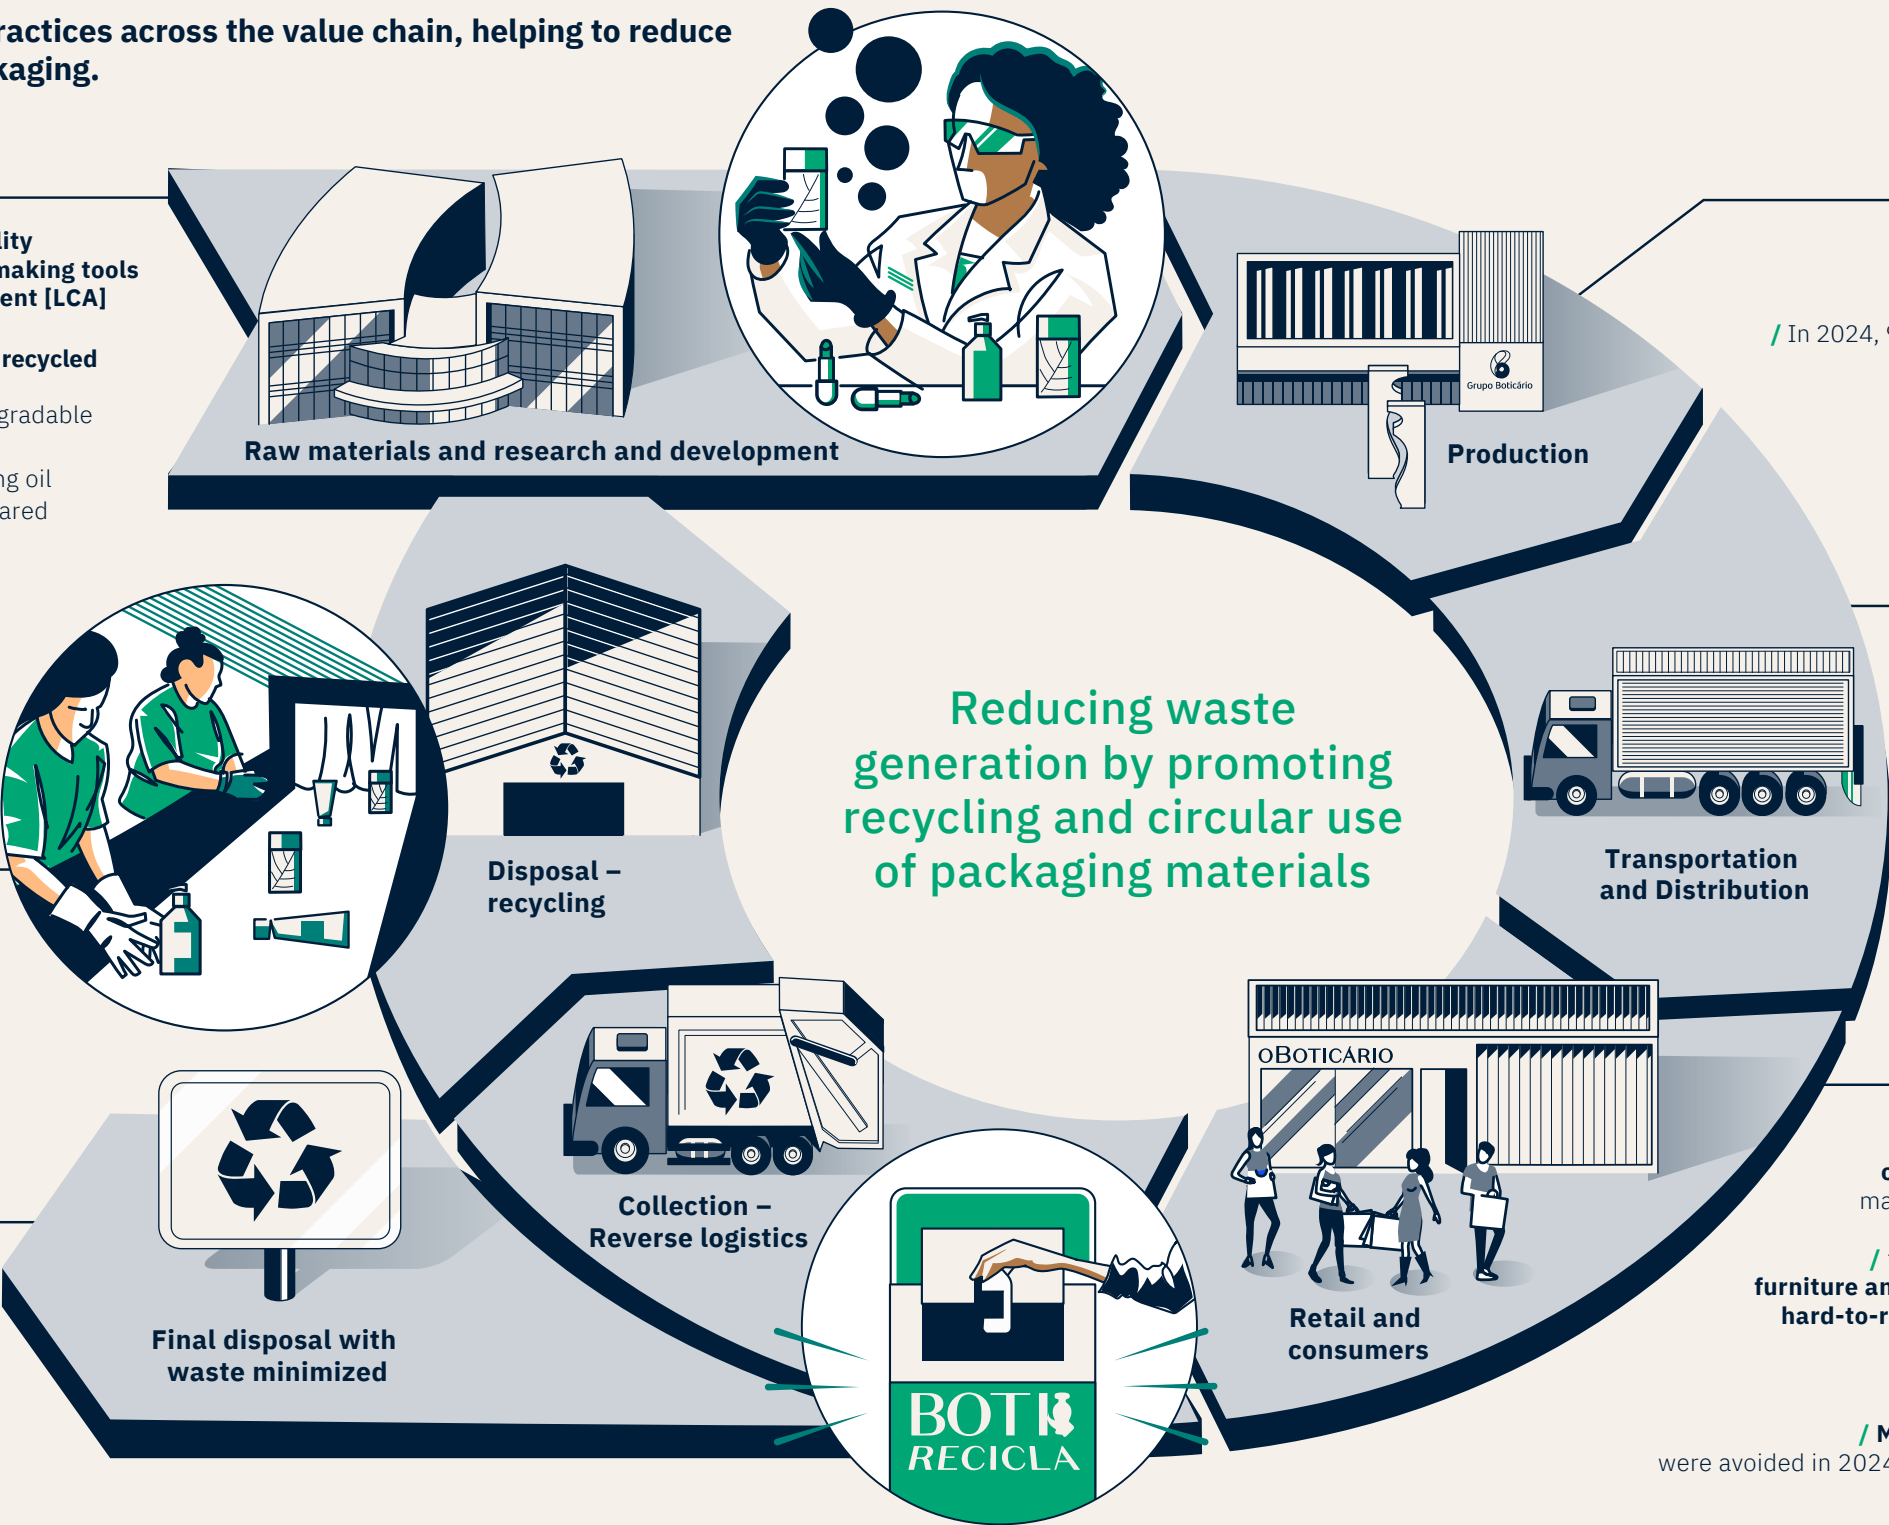 ractices across the value chain, helping to reduce
kaging.
lity
making tools
ent [LCA]
recycled
gradable
ng oil
ared
Raw materials and research and development
Grupo Boticário
Production
/ In 2024,
Reducing waste
generation by promoting
recycling and circular use
of packaging materials
Disposal –
recycling
Transportation
and Distribution
OBOTICÁRIO
Collection –
Reverse logistics
Final disposal with
waste minimized
Retail and
consumers
BOTI
RECICLA
ma
/
furniture an
hard-to-r
/ M
were avoided in 2024